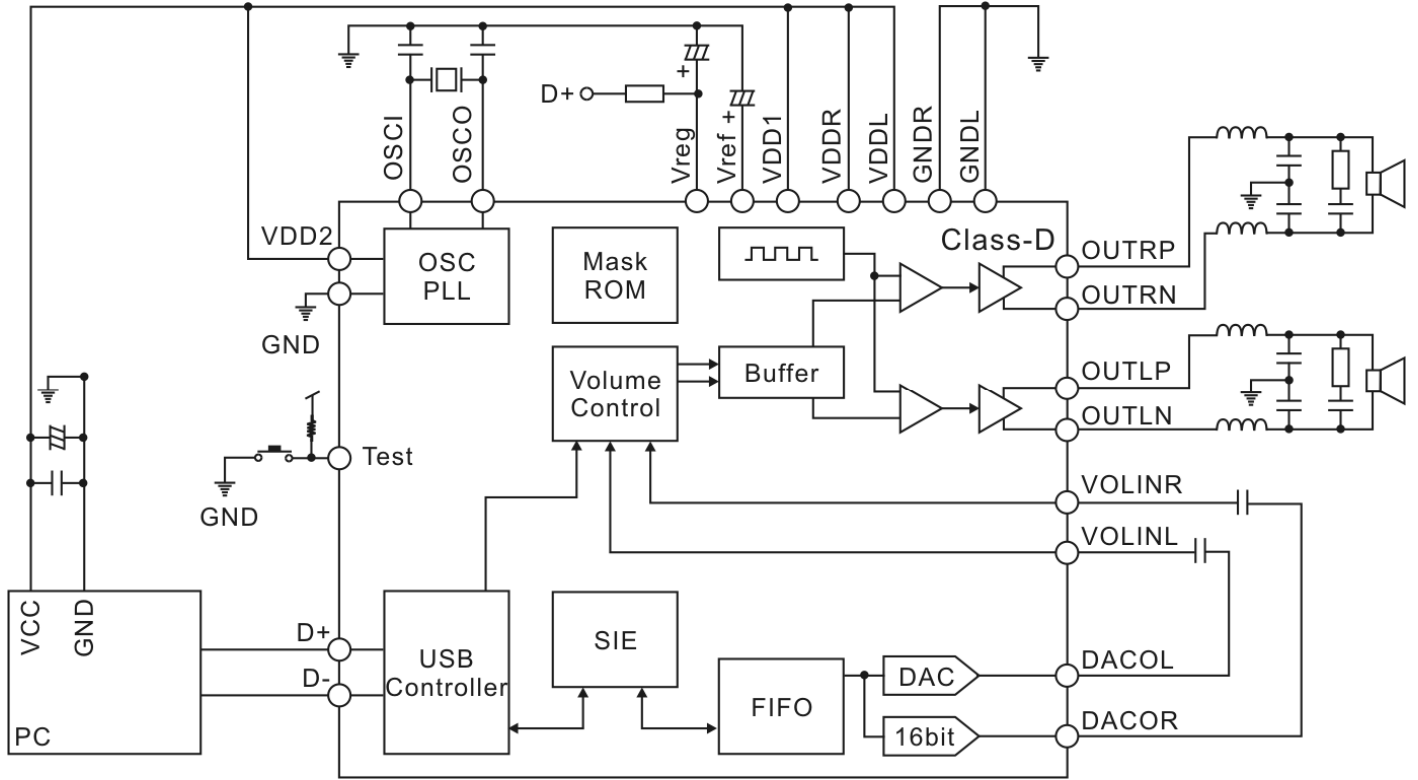 D+
+
+
OSCI
OSCO
Vreg
Vref
VDD1
VDDR
VDDL
GNDR
GNDL
VDD2
OSC
PLL
Mask
ROM
Class-D
OUTRP
OUTRN
GND
Volume
Control
Buffer
OUTLP
OUTLN
Test
GND
VOLINR
VOLINL
VCC
GND
PC
D+
D-
USB
Controller
SIE
FIFO
DAC
16bit
DACOL
DACOR